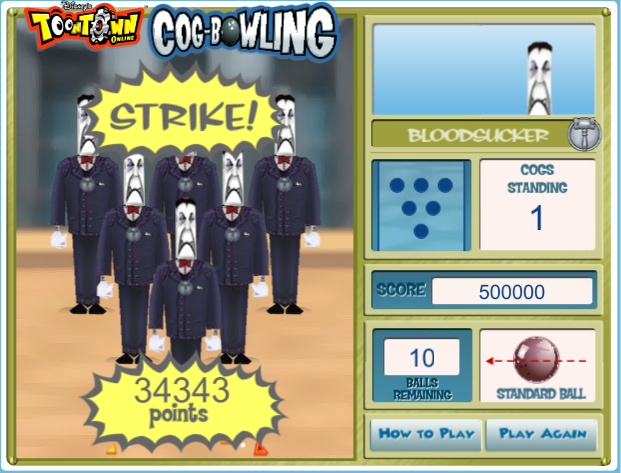 Disney's
TOONTOWN
ONLINE
COG-BOWLING
STRIKE!
BLOODSUCKER
COGS
STANDING
1
SCORE 500000
10
BALLS
REMAINING
STANDARD BALL
34343
points
HOW TO PLAY
PLAY AGAIN